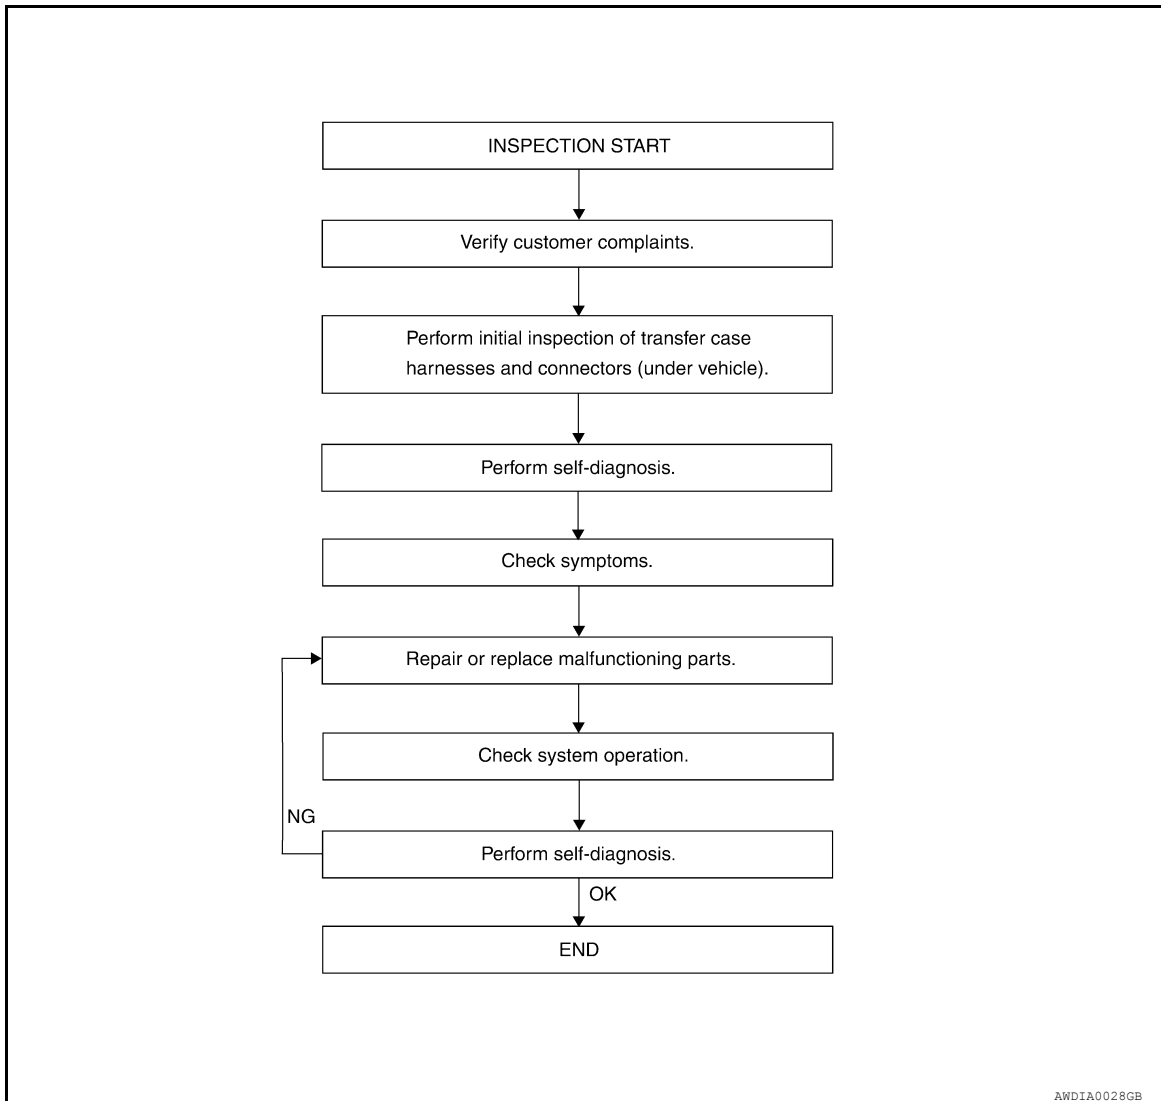 INSPECTION START
Verify customer complaints.
Perform initial inspection of transfer case
harnesses and connectors (under vehicle).
Perform self-diagnosis.
Check symptoms.
Repair or replace malfunctioning parts.
Check system operation.
NG
Perform self-diagnosis.
OK
END
AWDIA0028GB